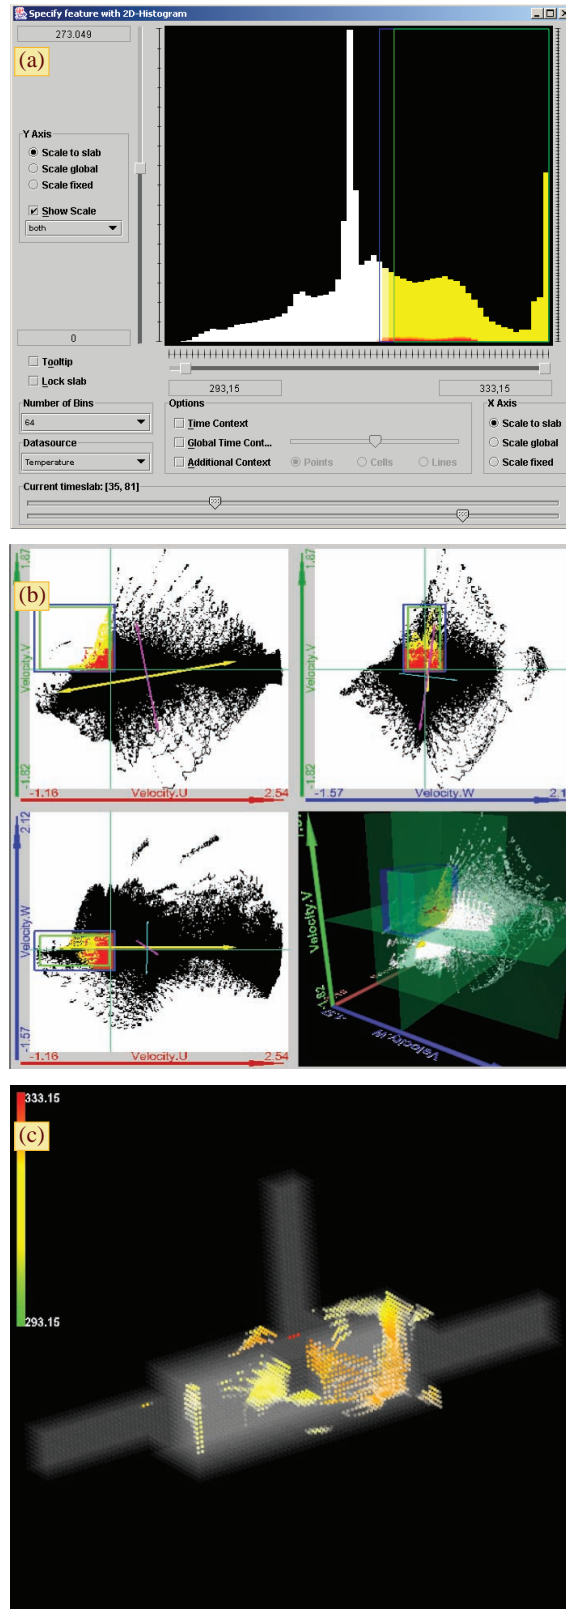 Specify feature with 2D-Histogram
273.049
(a)
Y Axis
Scale to slab
Scale global
Scale fixed
Show Scale
both
0
Tooltip
Lock slab
293,15
333,15
Number of Bins
64
Datasource
Temperature
Options
Time Context
Global Time Cont...
Additional Context
Points
Cells
Lines
X Axis
Scale to slab
Scale global
Scale fixed
Current timeslab: [35, 81]
(b)
1.87
Velocity.V
-1.82
-1.16
Velocity.U
2.54
1.87
Velocity.V
-1.82
-1.57
Velocity.W
2.1
2.12
Velocity.W
-1.57
-1.16
Velocity.U
2.54
Velocity.V
-1.82
Velocity.W
333.15
(c)
293.15